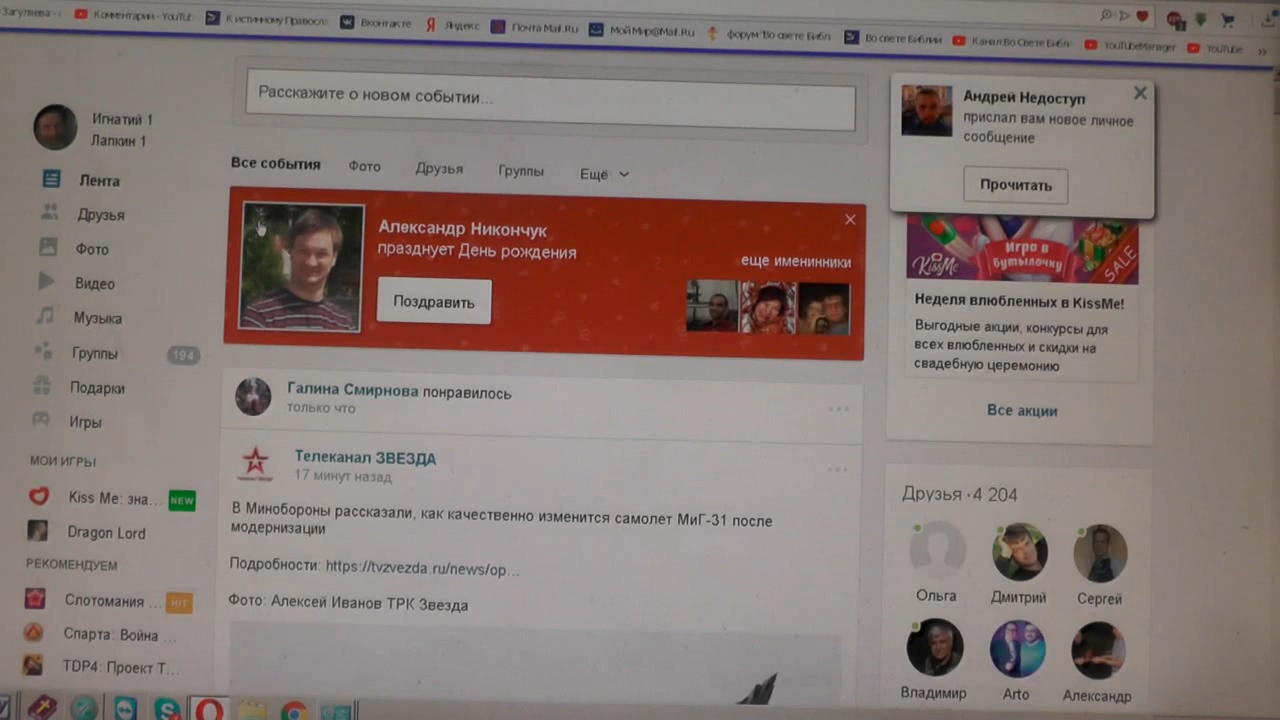 Загуляева -
Комментарии - YouTube
К истинному Правосл
Вконтакте
Яндекс
Почта Mail.Ru
Мой Мир@Mail.Ru
форум "Во свете Библ
Во свете Библии
Канал:Во Свете Библ
YouTubeManager
YouTube
»
Игнатий 1
Лапкин 1
Лента
Друзья
Фото
Видео
Музыка
Группы 194
Подарки
Игры
МОИ ИГРЫ
Kiss Me: зна... NEW
Dragon Lord
РЕКОМЕНДУЕМ
Слотомания ... HIT
Спарта: Война ...
TDP4: Проект Т...
Расскажите о новом событии...
Все события Фото Друзья Группы Ещё
Александр Никончук
празднует День рождения
Поздравить
еще именинники
Галина Смирнова понравилось
только что
Телеканал ЗВЕЗДА
17 минут назад
В Минобороны рассказали, как качественно изменится самолет МиГ-31 после
модернизации
Подробности: https://tvzvezda.ru/news/op...
Фото: Алексей Иванов ТРК Звезда
Андрей Недоступ
прислал вам новое личное
сообщение
Прочитать
KissMe
Игра в
бутылочку
SALE
Неделя влюбленных в KissMe!
Выгодные акции, конкурсы для
всех влюбленных и скидки на
свадебную церемонию
Все акции
Друзья · 4 204
Ольга Дмитрий Сергей
Владимир Arto Александр